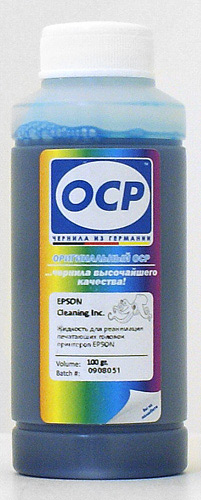 OCP
ЧЕРНИЛА ИЗ ГЕРМАНИИ
ОРИГИНАЛЬНЫЙ OCP
...чернила высочайшего
качества!
EPSON
Cleaning Inc.
Жидкость для реанимации
печатающих головок
принтеров EPSON
Volume: 100 gr.
Batch #: 0908051